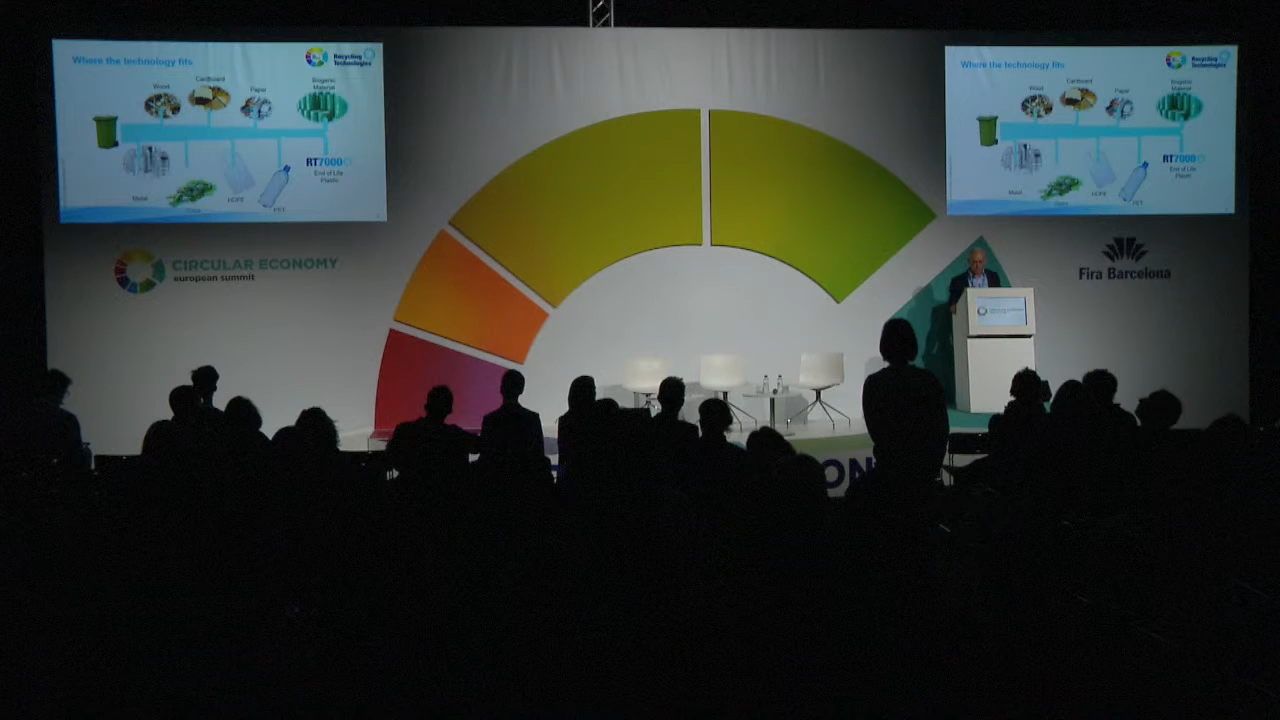 Where the technology fits
Recycling
Technologies
Wood
Cardboard
Paper
Biogenic
Material
RT7000
End of Life
Plastic
Metal
HDPE
PET
Where the technology fits
Recycling
Technologies
Wood
Cardboard
Paper
Biogenic
Material
RT7000
End of Life
Plastic
Metal
HDPE
PET
CIRCULAR ECONOMY
european summit
Fira Barcelona
ON